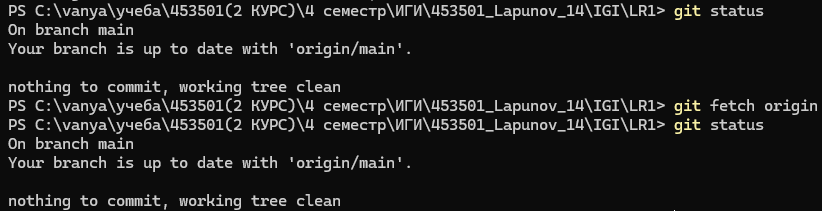 PS C:\vanya\учеба\453501(2 КУРС)\4 семестр\ИГИ\453501_Lapunov_14\IGI\LR1> git status
On branch main
Your branch is up to date with 'origin/main'.
nothing to commit, working tree clean
PS C:\vanya\учеба\453501(2 КУРС)\4 семестр\ИГИ\453501_Lapunov_14\IGI\LR1> git fetch origin
PS C:\vanya\учеба\453501(2 КУРС)\4 семестр\ИГИ\453501_Lapunov_14\IGI\LR1> git status
On branch main
Your branch is up to date with 'origin/main'.
nothing to commit, working tree clean